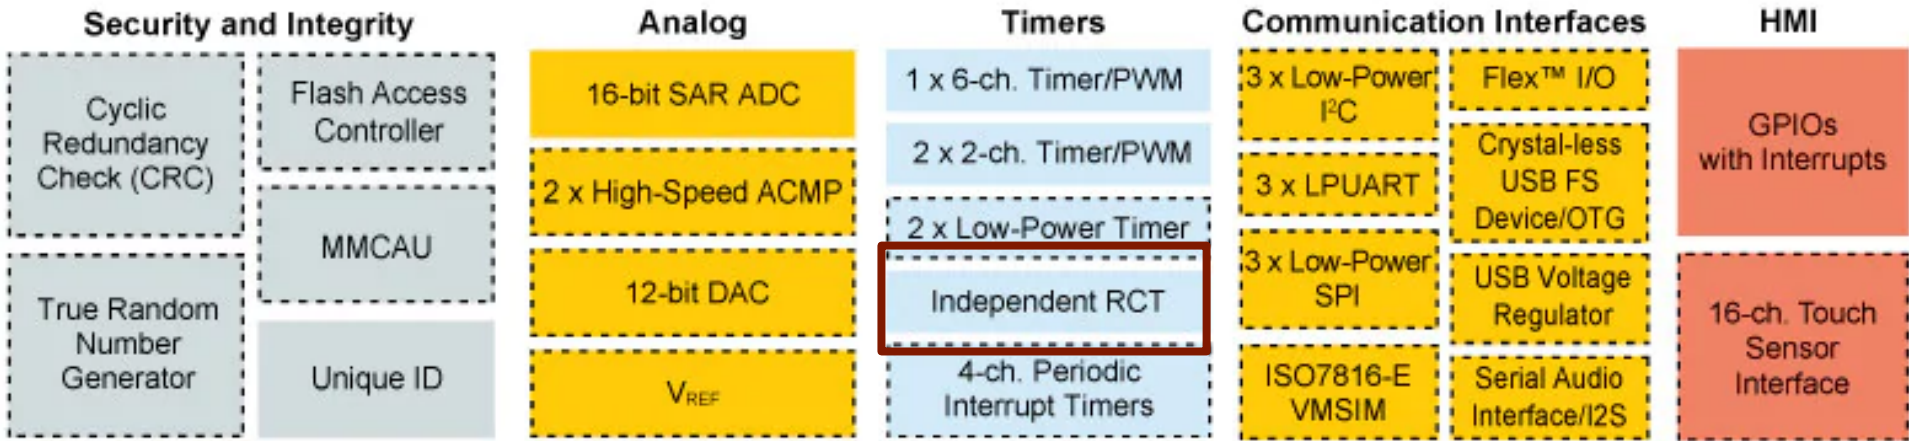 Security and Integrity
Cyclic
Redundancy
Check (CRC)
True Random
Number
Generator
Flash Access
Controller
MMCAU
Unique ID
Analog
16-bit SAR ADC
2 x High-Speed ACMP
12-bit DAC
VREF
Timers
1 x 6-ch. Timer/PWM
2 x 2-ch. Timer/PWM
2 x Low-Power Timer
Independent RCT
4-ch. Periodic
Interrupt Timers
Communication Interfaces
3 x Low-Power
I²C
3 x LPUART
3 x Low-Power
SPI
ISO7816-E
VMSIM
Flex™ I/O
Crystal-less
USB FS
Device/OTG
USB Voltage
Regulator
Serial Audio
Interface/I2S
HMI
GPIOs
with Interrupts
16-ch. Touch
Sensor
Interface